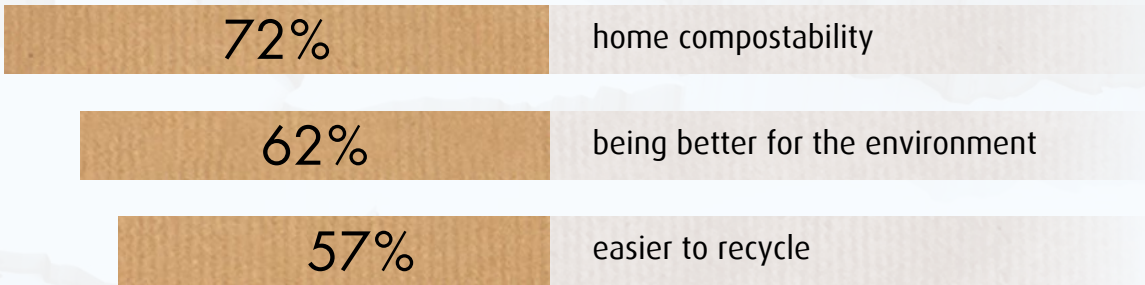 72% home compostability
62% being better for the environment
57% easier to recycle